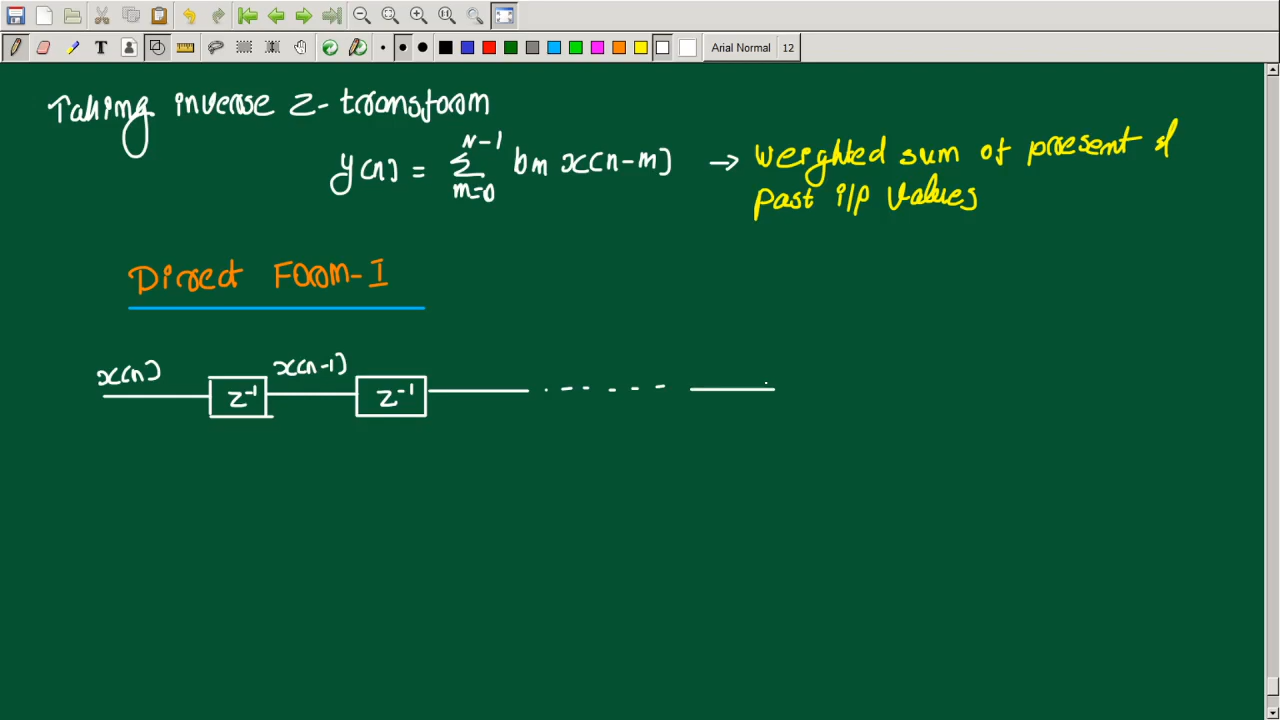 Arial Normal 12
Taking inverse Z-transform
y(n) = N-1 Σ m=0 bm x(n-m) → Weighted sum of present &
past i/p values
Direct Form-I
x(n) Z⁻¹ x(n-1) Z⁻¹